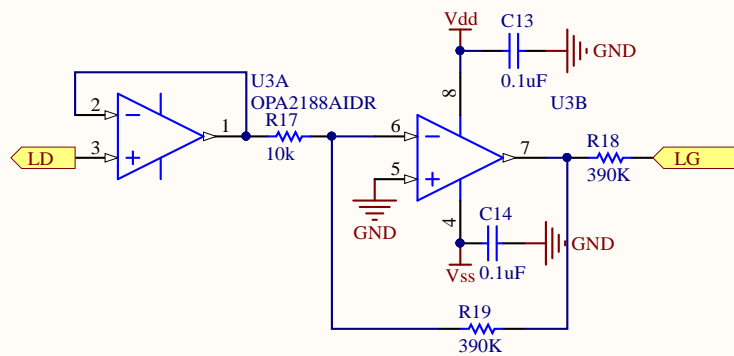 Vdd
C13
GND
0.1uF
8
U3A
OPA2188AIDR
U3B
2
1
R17
6
7
R18
LD
3
10k
5
390K
LG
GND
4
C14
GND
Vss
0.1uF
R19
390K